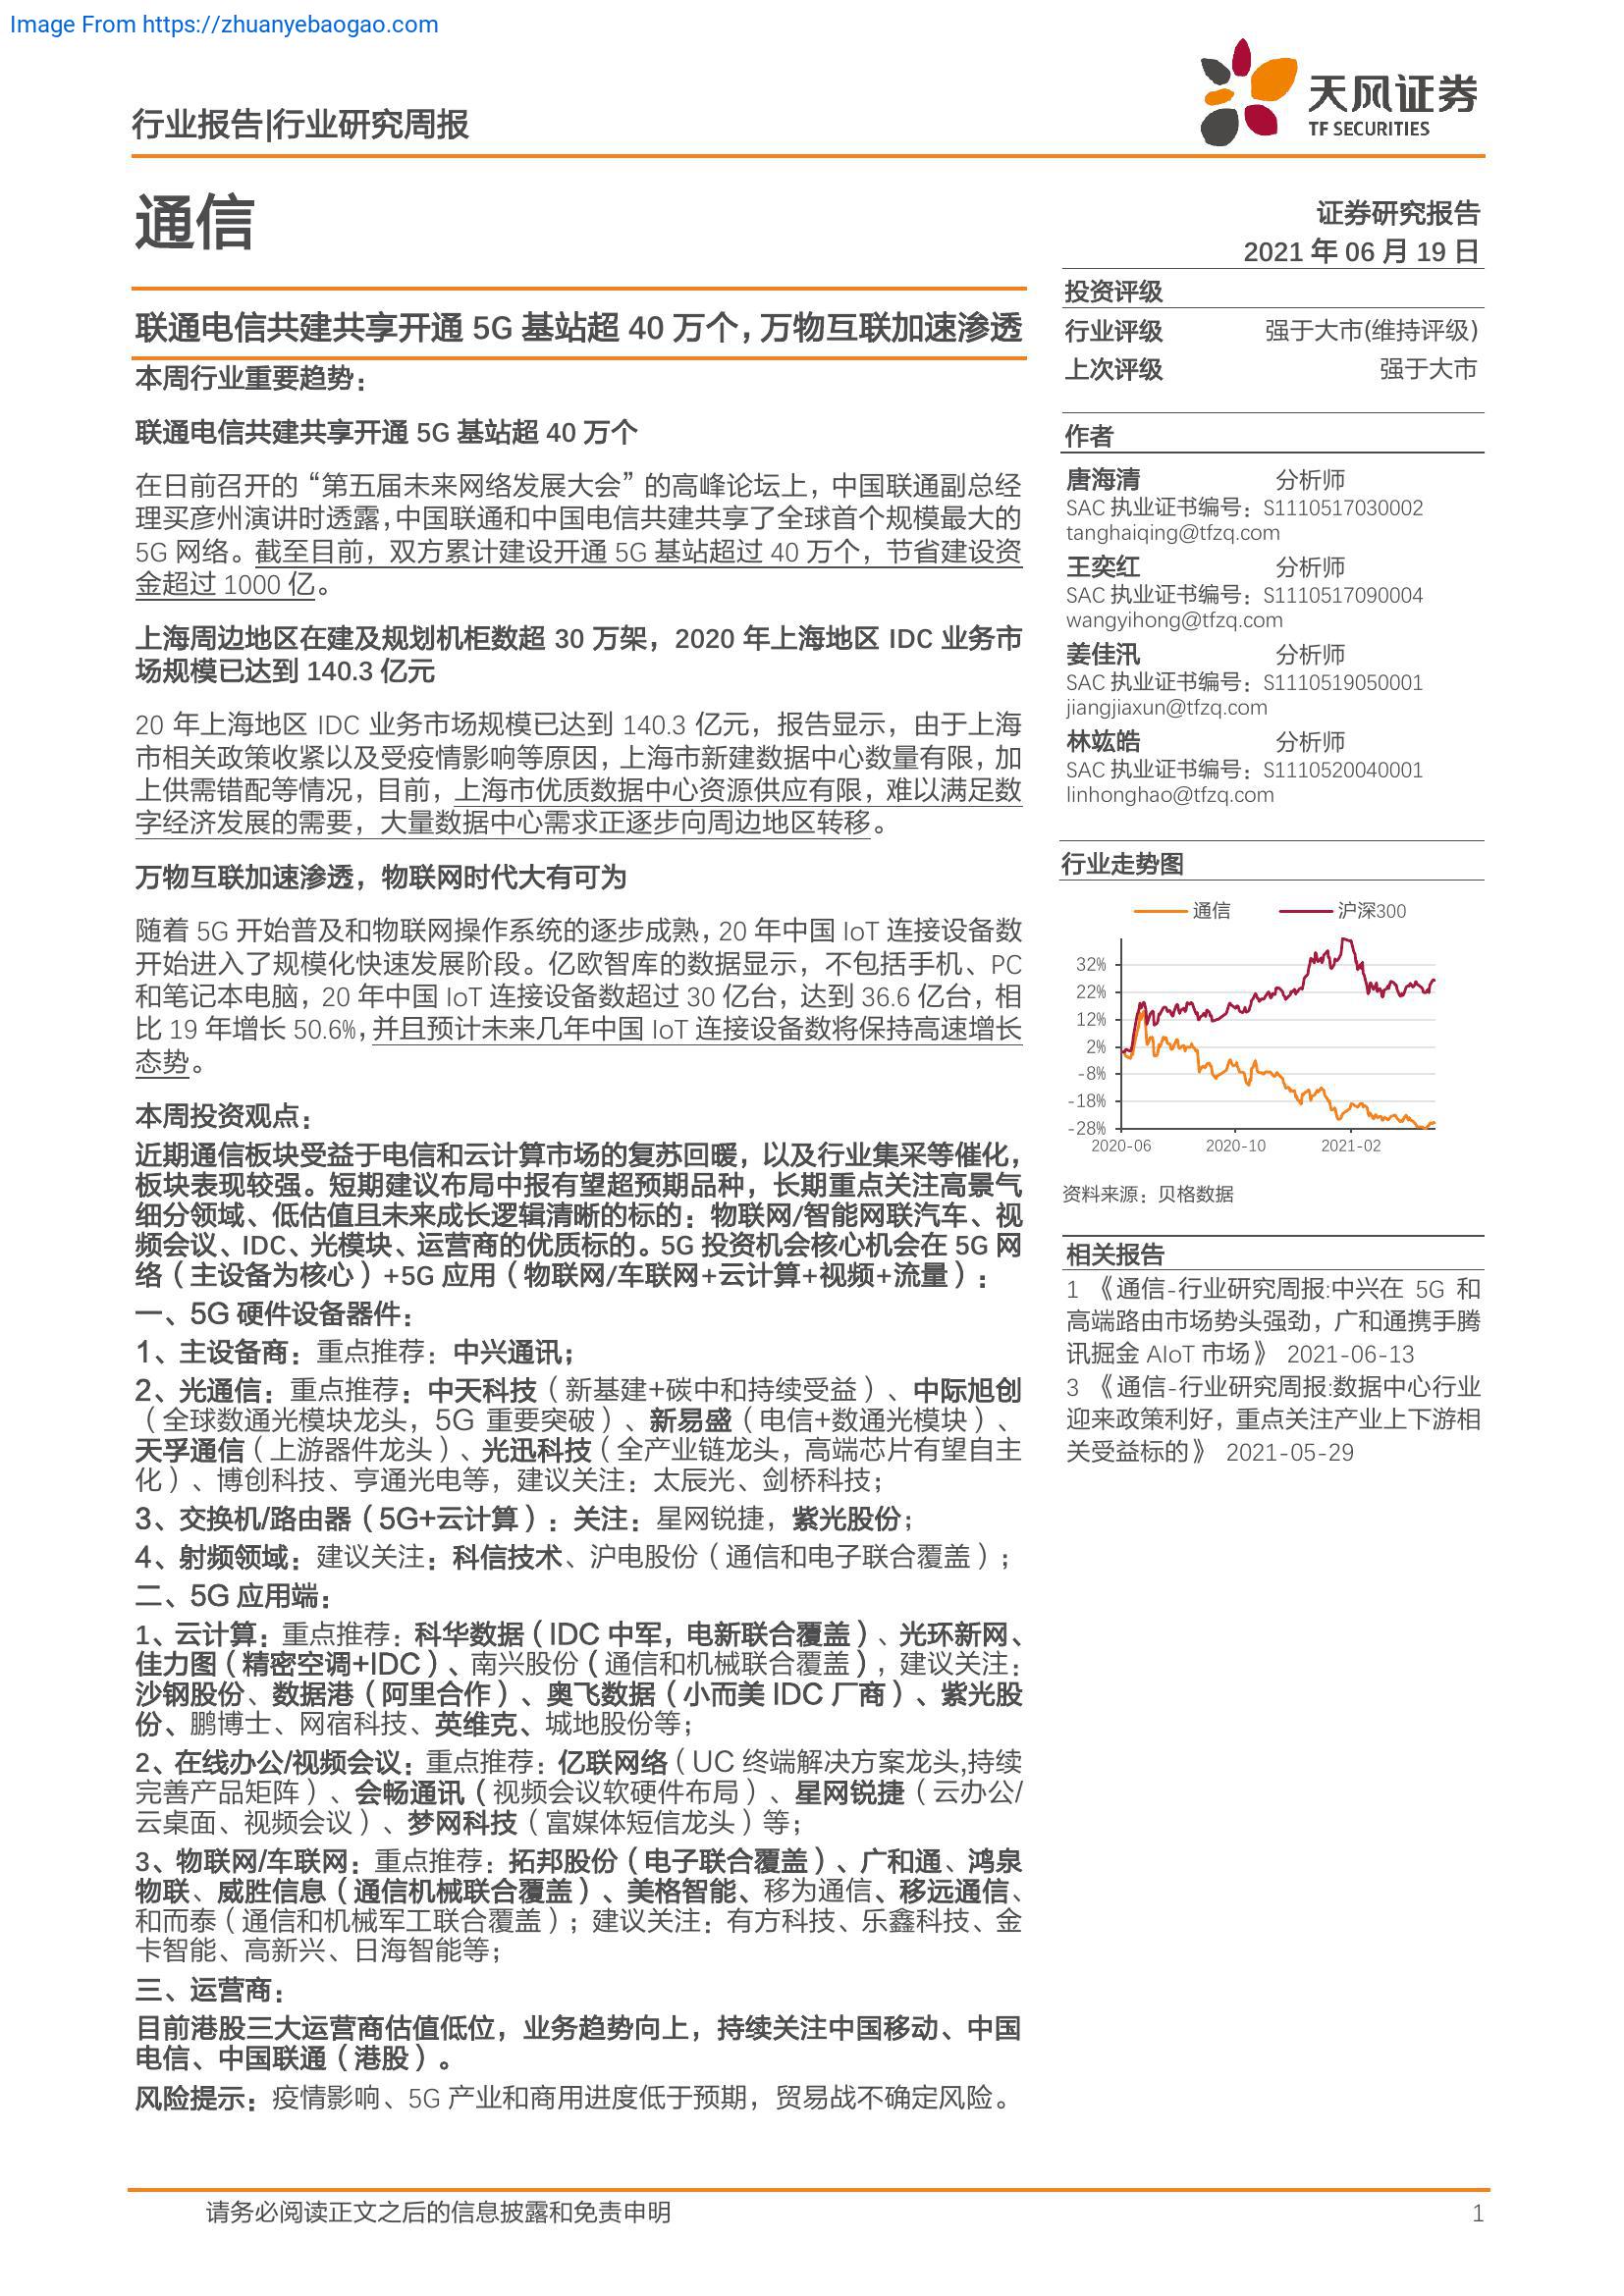 Image From https://zhuanyebaogao.com
行业报告|行业研究周报
天风证券
TF SECURITIES
通信
证券研究报告
2021 年 06 月 19 日
联通电信共建共享开通 5G 基站超 40 万个，万物互联加速渗透
本周行业重要趋势：
联通电信共建共享开通 5G 基站超 40 万个
在日前召开的“第五届未来网络发展大会”的高峰论坛上，中国联通副总经
理买彦州演讲时透露，中国联通和中国电信共建共享了全球首个规模最大的
5G 网络。截至目前，双方累计建设开通 5G 基站超过 40 万个，节省建设资
金超过 1000 亿。
上海周边地区在建及规划机柜数超 30 万架，2020 年上海地区 IDC 业务市
场规模已达到 140.3 亿元
20 年上海地区 IDC 业务市场规模已达到 140.3 亿元，报告显示，由于上海
市相关政策收紧以及受疫情影响等原因，上海市新建数据中心数量有限，加
上供需错配等情况，目前，上海市优质数据中心资源供应有限，难以满足数
字经济发展的需要，大量数据中心需求正逐步向周边地区转移。
万物互联加速渗透，物联网时代大有可为
随着 5G 开始普及和物联网操作系统的逐步成熟，20 年中国 IoT 连接设备数
开始进入了规模化快速发展阶段。亿欧智库的数据显示，不包括手机、PC
和笔记本电脑，20 年中国 IoT 连接设备数超过 30 亿台，达到 36.6 亿台，相
比 19 年增长 50.6%，并且预计未来几年中国 IoT 连接设备数将保持高速增长
态势。
本周投资观点：
近期通信板块受益于电信和云计算市场的复苏回暖，以及行业集采等催化，
板块表现较强。短期建议布局中报有望超预期品种，长期重点关注高景气
细分领域、低估值且未来成长逻辑清晰的标的：物联网/智能网联汽车、视
频会议、IDC、光模块、运营商的优质标的。5G 投资机会核心机会在 5G 网
络（主设备为核心）+5G 应用（物联网/车联网+云计算+视频+流量）：
一、5G 硬件设备器件：
1、主设备商：重点推荐：中兴通讯；
2、光通信：重点推荐：中天科技（新基建+碳中和持续受益）、中际旭创
（全球数通光模块龙头，5G 重要突破）、新易盛（电信+数通光模块）、
天孚通信（上游器件龙头）、光迅科技（全产业链龙头，高端芯片有望自主
化）、博创科技、亨通光电等，建议关注：太辰光、剑桥科技；
3、交换机/路由器（5G+云计算）：关注：星网锐捷，紫光股份；
4、射频领域：建议关注：科信技术、沪电股份（通信和电子联合覆盖）；
二、5G 应用端：
1、云计算：重点推荐：科华数据（IDC 中军，电新联合覆盖）、光环新网、
佳力图（精密空调+IDC）、南兴股份（通信和机械联合覆盖），建议关注：
沙钢股份、数据港（阿里合作）、奥飞数据（小而美 IDC 厂商）、紫光股
份、鹏博士、网宿科技、英维克、城地股份等；
2、在线办公/视频会议：重点推荐：亿联网络（UC 终端解决方案龙头,持续
完善产品矩阵）、会畅通讯（视频会议软硬件布局）、星网锐捷（云办公/
云桌面、视频会议）、梦网科技（富媒体短信龙头）等；
3、物联网/车联网：重点推荐：拓邦股份（电子联合覆盖）、广和通、鸿泉
物联、威胜信息（通信机械联合覆盖）、美格智能、移为通信、移远通信、
和而泰（通信和机械军工联合覆盖）；建议关注：有方科技、乐鑫科技、金
卡智能、高新兴、日海智能等；
三、运营商：
目前港股三大运营商估值低位，业务趋势向上，持续关注中国移动、中国
电信、中国联通（港股）。
风险提示：疫情影响、5G 产业和商用进度低于预期，贸易战不确定风险。
投资评级
行业评级 强于大市(维持评级)
上次评级 强于大市
作者
唐海清 分析师
SAC 执业证书编号：S1110517030002
tanghaiqing@tfzq.com
王奕红 分析师
SAC 执业证书编号：S1110517090004
wangyihong@tfzq.com
姜佳汛 分析师
SAC 执业证书编号：S1110519050001
jiangjiaxun@tfzq.com
林竑皓 分析师
SAC 执业证书编号：S1110520040001
linhonghao@tfzq.com
行业走势图
通信 沪深300
32%
22%
12%
2%
-8%
-18%
-28%
2020-06 2020-10 2021-02
资料来源：贝格数据
相关报告
1 《通信-行业研究周报:中兴在 5G 和
高端路由市场势头强劲，广和通携手腾
讯掘金 AIoT 市场》 2021-06-13
3 《通信-行业研究周报:数据中心行业
迎来政策利好，重点关注产业上下游相
关受益标的》 2021-05-29
请务必阅读正文之后的信息披露和免责申明 1